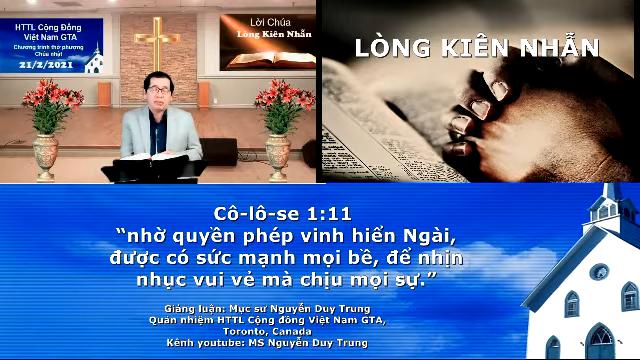 HTTL Cộng Đồng
Việt Nam GTA
Chương trình thờ phượng
Chúa nhật
21/2/2021
Lời Chúa
Lòng Kiên Nhẫn
LÒNG KIÊN NHẪN
Cô-lô-se 1:11
“nhờ quyền phép vinh hiển Ngài,
được có sức mạnh mọi bề, để nhịn
nhục vui vẻ mà chịu mọi sự.”
Giảng luận: Mục sư Nguyễn Duy Trung
Quản nhiệm HTTL Cộng đồng Việt Nam GTA,
Toronto, Canada
Kênh youtube: MS Nguyễn Duy Trung